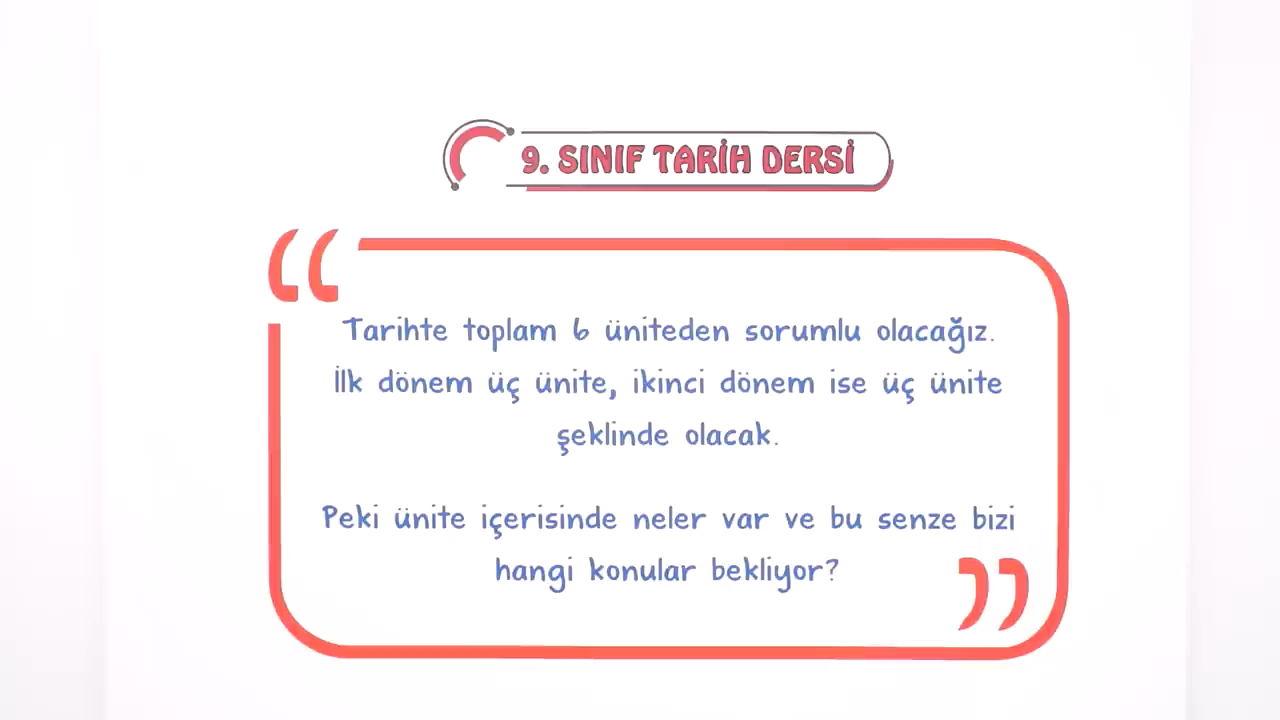 9. SINIF TARİH DERSİ
Tarihte toplam 6 üniteden sorumlu olacağız.
İlk dönem üç ünite, ikinci dönem ise üç ünite
şeklinde olacak.
Peki ünite içerisinde neler var ve bu senze bizi
hangi konular bekliyor?